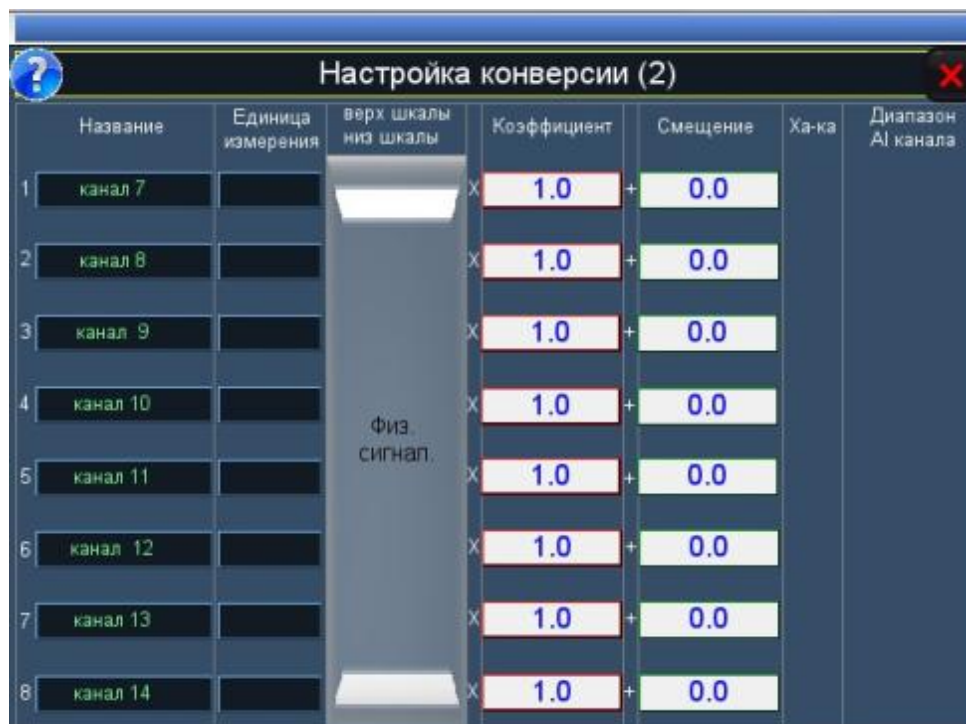 ?
Настройка конверсии (2)
Название
Единица
измерения
верх шкалы
низ шкалы
Коэффициент
Смещение
Ха-ка
Диапазон
AI канала
1 канал 7 X 1.0 + 0.0
2 канал 8 X 1.0 + 0.0
3 канал 9 X 1.0 + 0.0
4 канал 10 X 1.0 + 0.0
Физ.
сигнал.
5 канал 11 X 1.0 + 0.0
6 канал 12 X 1.0 + 0.0
7 канал 13 X 1.0 + 0.0
8 канал 14 X 1.0 + 0.0